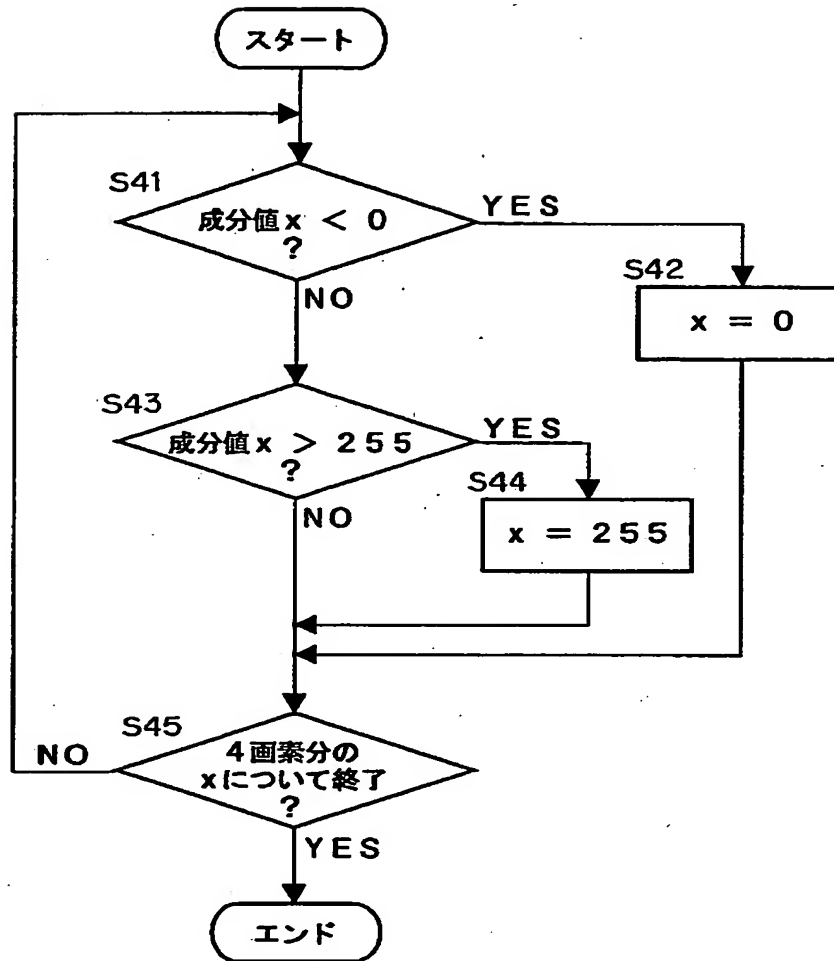 スタート
S41
成分値x < 0
?
YES
NO
S42
x = 0
S43
成分値x > 255
?
YES
NO
S44
x = 255
S45
4画素分の
xについて終了
?
NO
YES
エンド